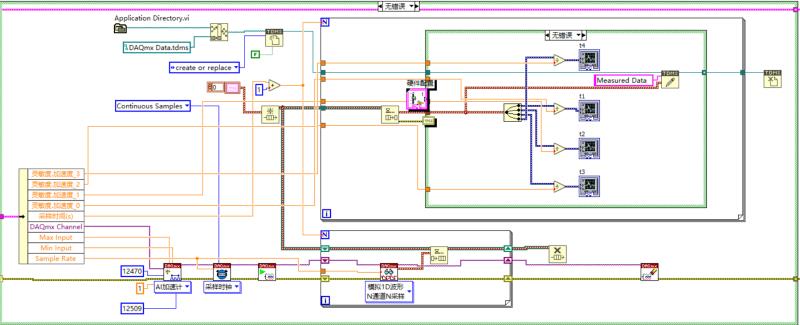 无错误
Application Directory.vi
DAQmx Data.tdms
TDMS
create or replace
F
N
1
0
Continuous Samples
硬件配置
无错误
t4
Measured Data
TDMS
TDMS
t1
t2
t3
灵敏度.加速度_3
灵敏度.加速度_2
灵敏度.加速度_1
灵敏度.加速度_0
采样时间(s)
DAQmx Channel
Max Input
Min Input
Sample Rate
i
N
12470
1
AI加速计
采样时钟
模拟1D波形
N通道N采样
12509
i